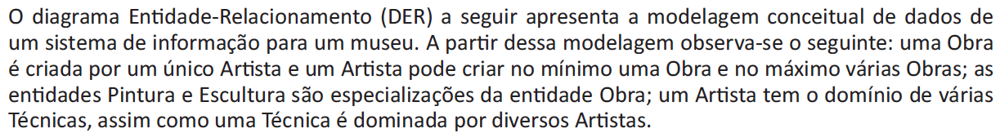 O diagrama Entidade-Relacionamento (DER) a seguir apresenta a modelagem conceitual de dados de
um sistema de informação para um museu. A partir dessa modelagem observa-se o seguinte: uma Obra
é criada por um único Artista e um Artista pode criar no mínimo uma Obra e no máximo várias Obras; as
entidades Pintura e Escultura são especializações da entidade Obra; um Artista tem o domínio de várias
Técnicas, assim como uma Técnica é dominada por diversos Artistas.